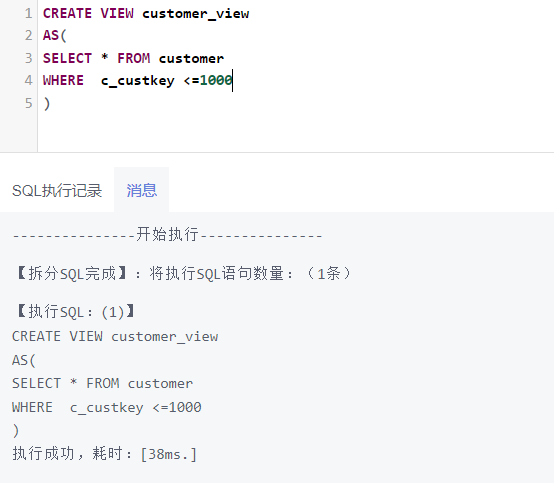 1 CREATE VIEW customer_view
2 AS(
3 SELECT * FROM customer
4 WHERE  c_custkey <=1000
5 )
SQL执行记录 消息
---------------开始执行---------------
【拆分SQL完成】：将执行SQL语句数量：（1条）
【执行SQL：(1)】
CREATE VIEW customer_view
AS(
SELECT * FROM customer
WHERE  c_custkey <=1000
)
执行成功，耗时：[38ms.]